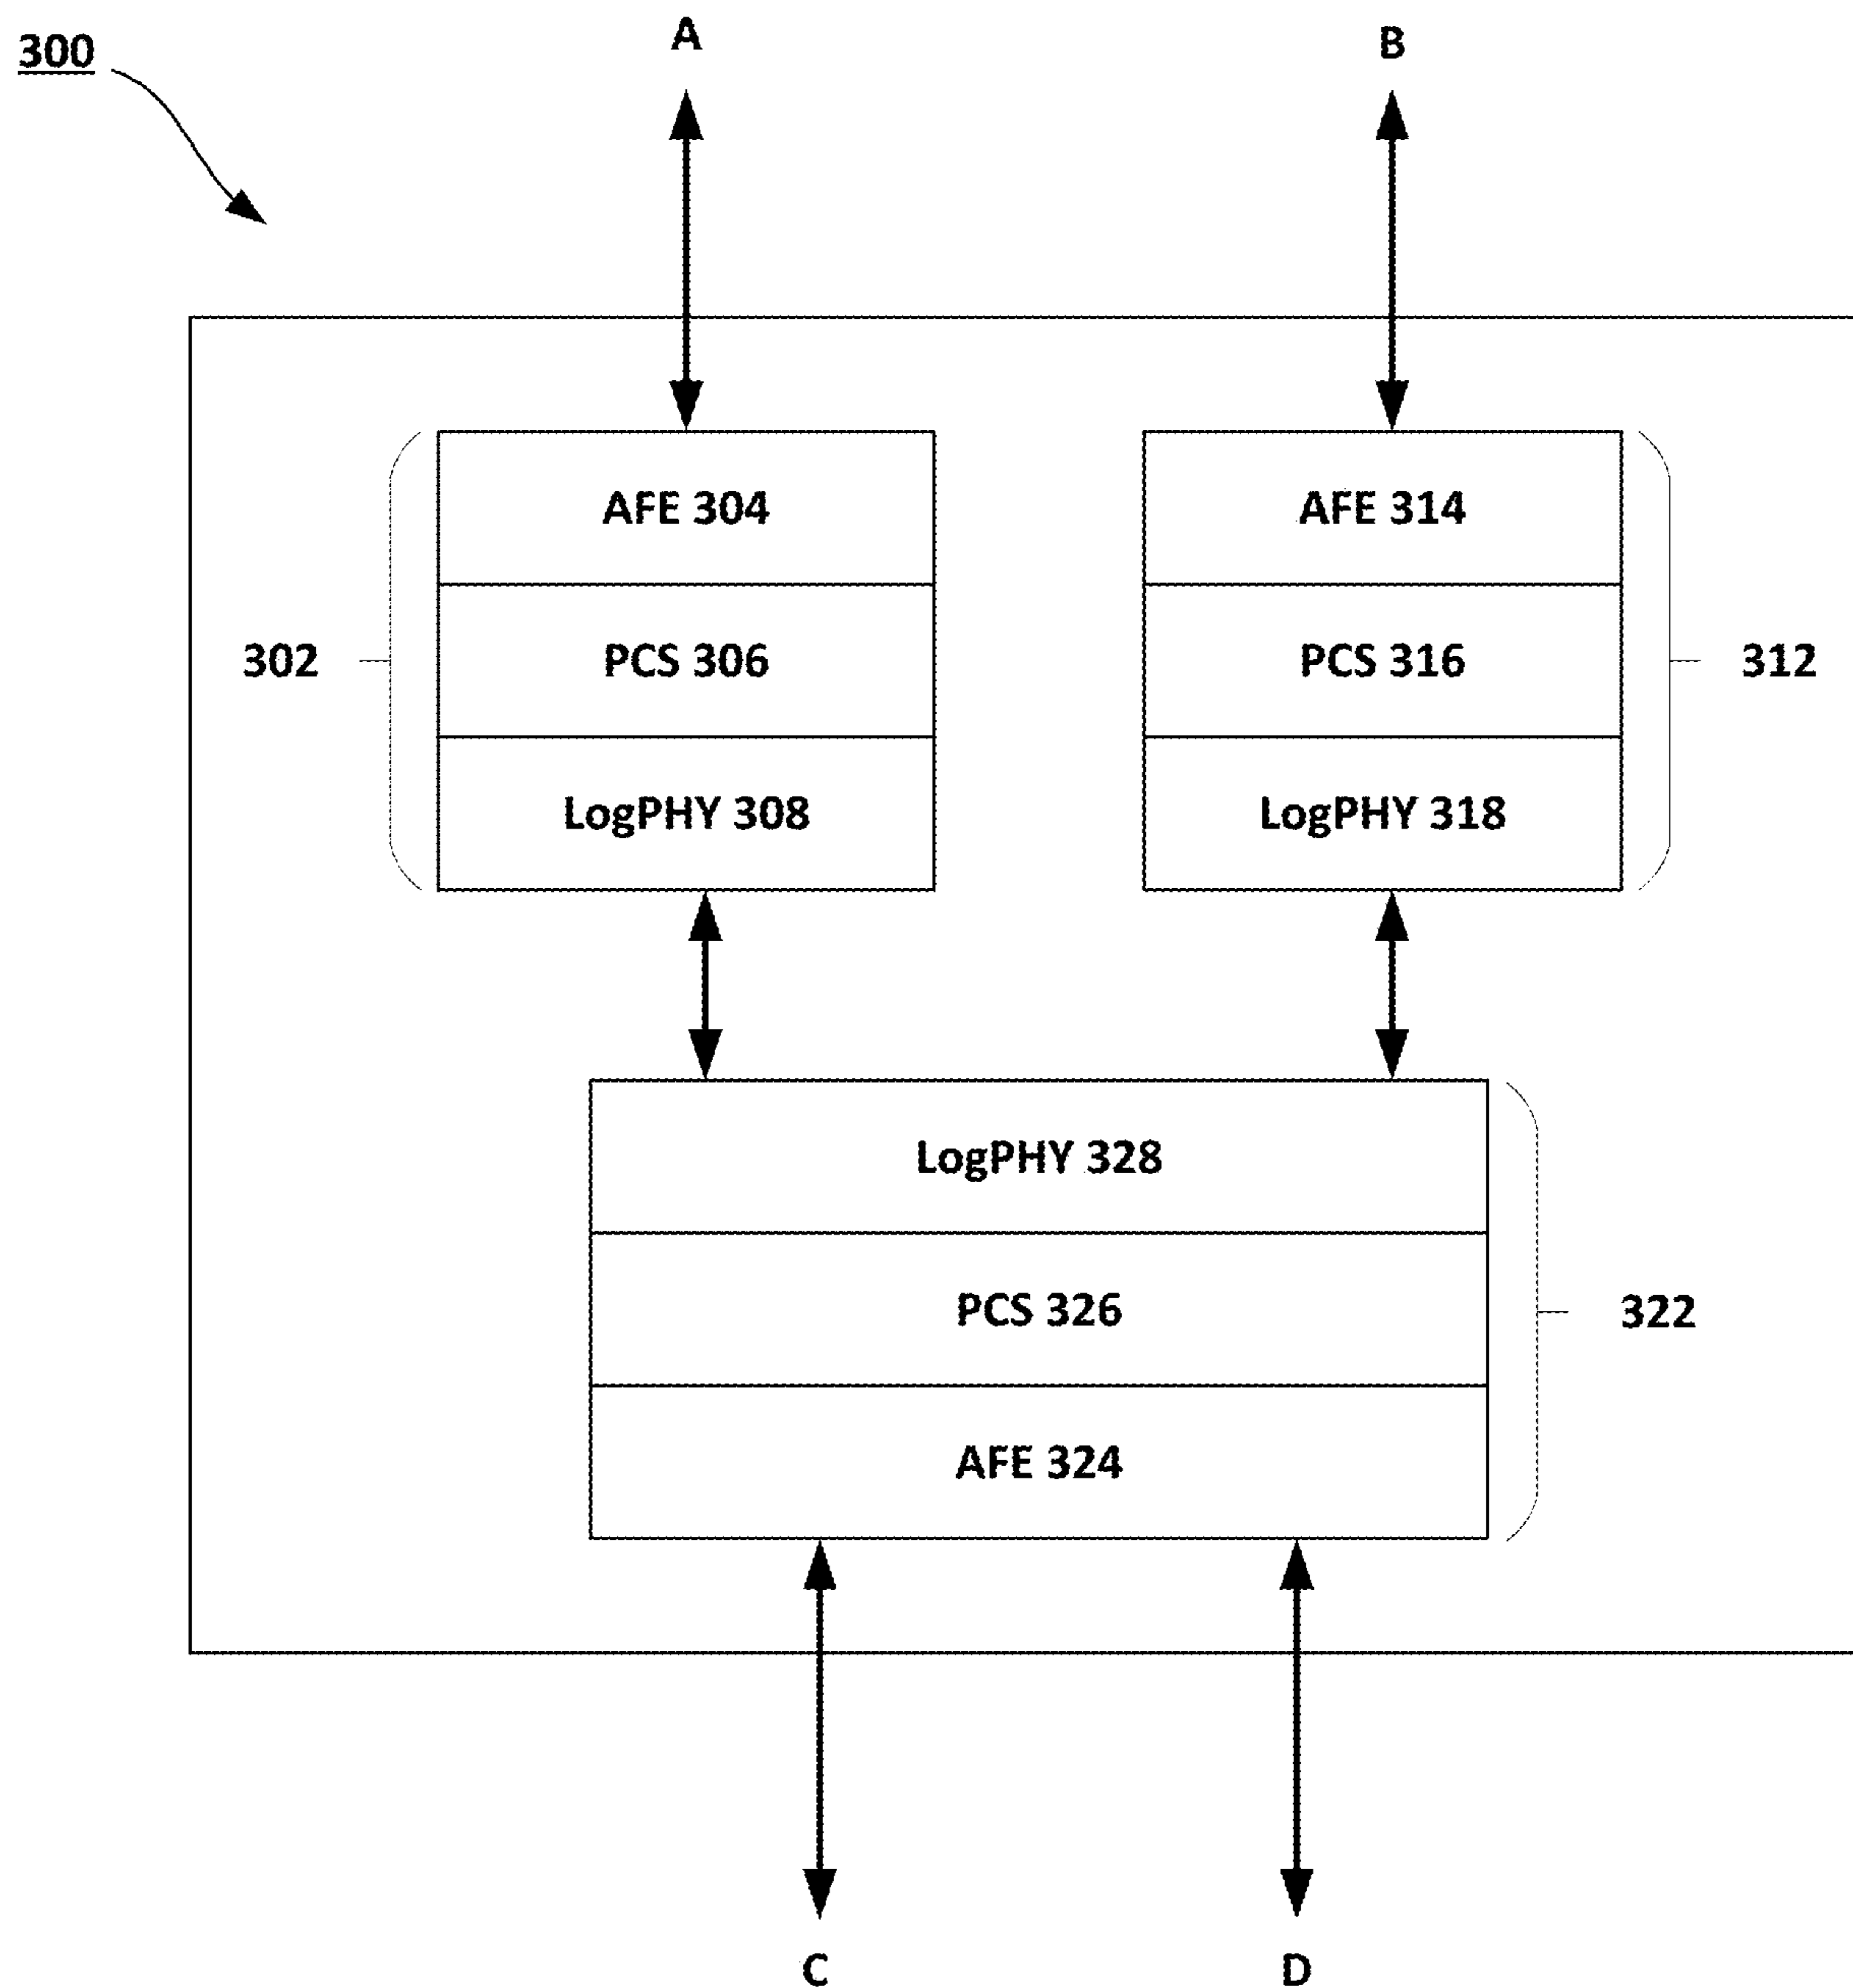 300
A
B
AFE 304
AFE 314
302
PCS 306
PCS 316
312
LogPHY 308
LogPHY 318
LogPHY 328
PCS 326
322
AFE 324
C
D